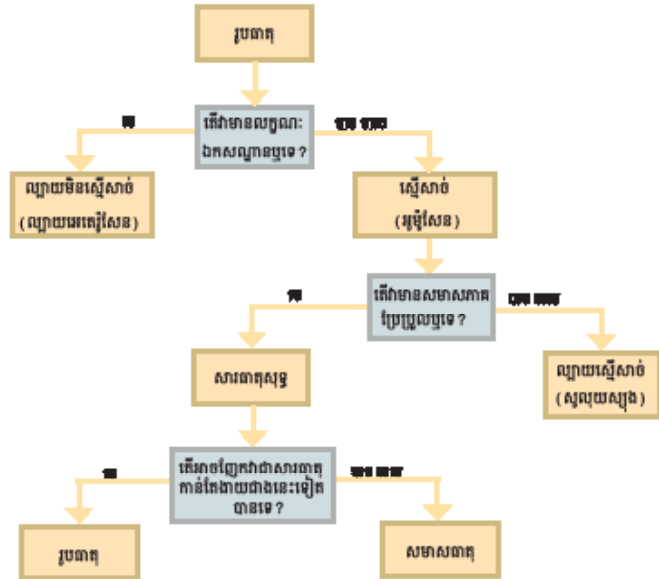 រូបធាតុ
តើវាមានលក្ខណៈ
ឯកសណ្ឋានឬទេ?
ល្បាយមិនស្មើសាច់
(ល្បាយអេតេរ៉ូសែន)
ស្មើសាច់
(អូម៉ូសែន)
តើវាមានសមាសភាគ
ប្រែប្រួលឬទេ?
សារធាតុសុទ្ធ
ល្បាយស្មើសាច់
(សូលុយស្យុង)
តើអាចញែកវាជាសារធាតុ
កាន់តែងាយជាងនេះទៀត
បានទេ?
រូបធាតុ
សមាសធាតុ